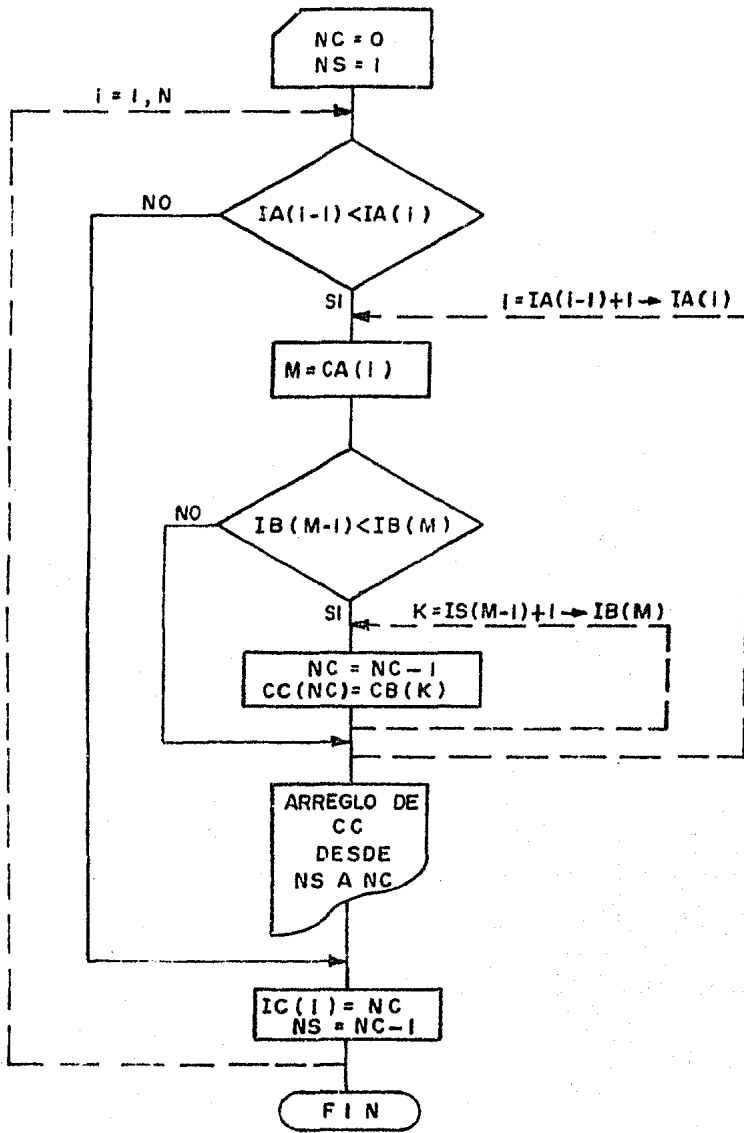 NC = 0
NS = 1
i = 1, N
IA(i-1) < IA(i)
NO
SI
j = IA(i-1)+1 → IA(i)
M = CA(j)
IB(M-1) < IB(M)
NO
SI
K = IS(M-1)+1 → IB(M)
NC = NC-1
CC(NC) = CB(K)
ARREGLO DE
CC
DESDE
NS A NC
IC(i) = NC
NS = NC-1
FIN